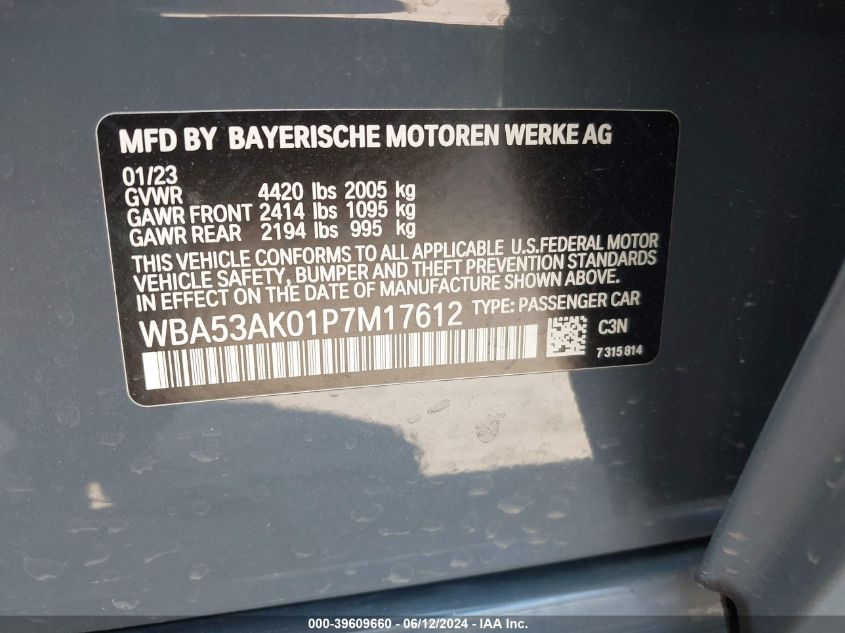 MFD BY BAYERISCHE MOTOREN WERKE AG
01/23
GVWR 4420 lbs 2005 kg
GAWR FRONT 2414 lbs 1095 kg
GAWR REAR 2194 lbs 995 kg
THIS VEHICLE CONFORMS TO ALL APPLICABLE U.S.FEDERAL MOTOR
VEHICLE SAFETY, BUMPER AND THEFT PREVENTION STANDARDS
IN EFFECT ON THE DATE OF MANUFACTURE SHOWN ABOVE.
WBA53AK01P7M17612 TYPE: PASSENGER CAR
C3N
7315814
000-39609660 - 06/12/2024 - IAA Inc.